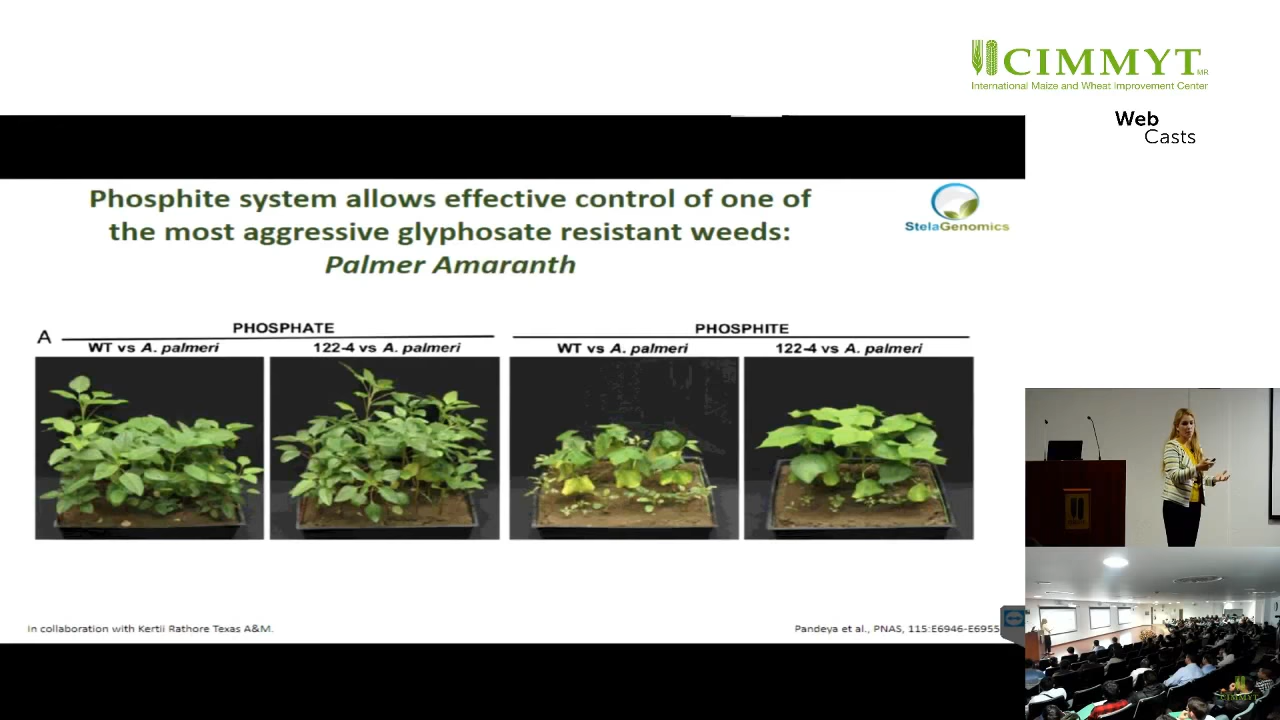 CIMMYT MR
International Maize and Wheat Improvement Center
Web
Casts
Phosphite system allows effective control of one of
the most aggressive glyphosate resistant weeds:
Palmer Amaranth
StelaGenomics
A
PHOSPHATE
PHOSPHITE
WT vs A. palmeri
122-4 vs A. palmeri
WT vs A. palmeri
122-4 vs A. palmeri
In collaboration with Kertii Rathore Texas A&M.
Pandeya et al., PNAS, 115:E6946-E6955
CIMMYT